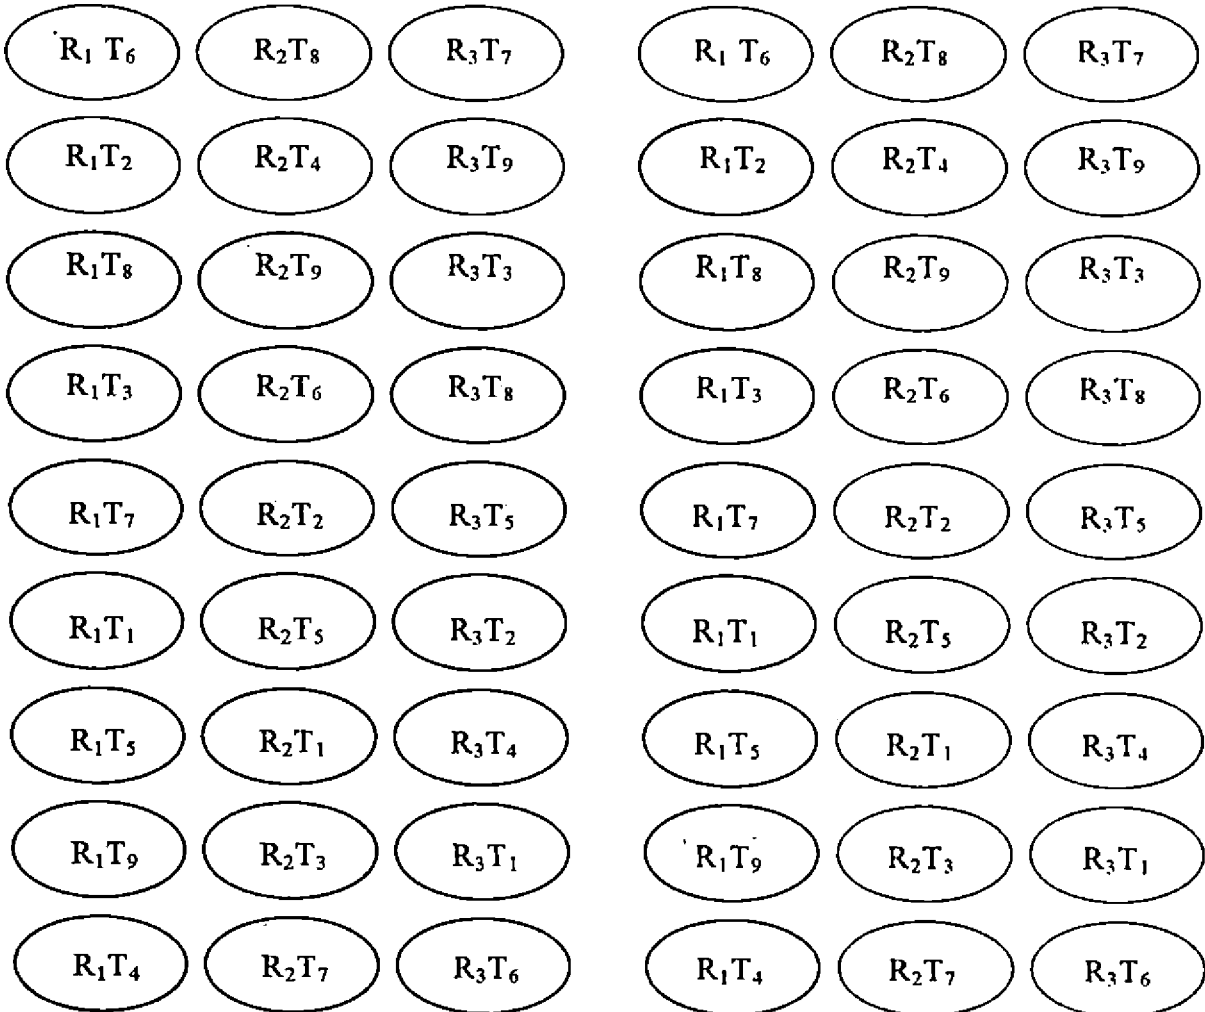 R₁ T₆ R₂T₈ R₃T₇ R₁ T₆ R₂T₈ R₃T₇
R₁T₂ R₂T₄ R₃T₉ R₁T₂ R₂T₄ R₃T₉
R₁T₈ R₂T₉ R₃T₃ R₁T₈ R₂T₉ R₃T₃
R₁T₃ R₂T₆ R₃T₈ R₁T₃ R₂T₆ R₃T₈
R₁T₇ R₂T₂ R₃T₅ R₁T₇ R₂T₂ R₃T₅
R₁T₁ R₂T₅ R₃T₂ R₁T₁ R₂T₅ R₃T₂
R₁T₅ R₂T₁ R₃T₄ R₁T₅ R₂T₁ R₃T₄
R₁T₉ R₂T₃ R₃T₁ R₁T₉ R₂T₃ R₃T₁
R₁T₄ R₂T₇ R₃T₆ R₁T₄ R₂T₇ R₃T₆